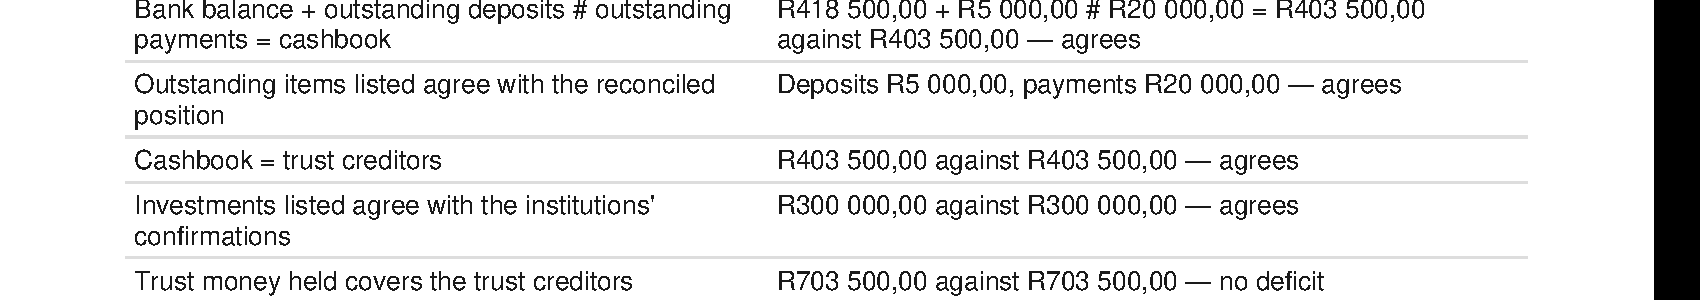 Bank balance + outstanding deposits # outstanding
payments = cashbook
R418 500,00 + R5 000,00 # R20 000,00 = R403 500,00
against R403 500,00 — agrees
Outstanding items listed agree with the reconciled
position
Deposits R5 000,00, payments R20 000,00 — agrees
Cashbook = trust creditors
R403 500,00 against R403 500,00 — agrees
Investments listed agree with the institutions'
confirmations
R300 000,00 against R300 000,00 — agrees
Trust money held covers the trust creditors
R703 500,00 against R703 500,00 — no deficit